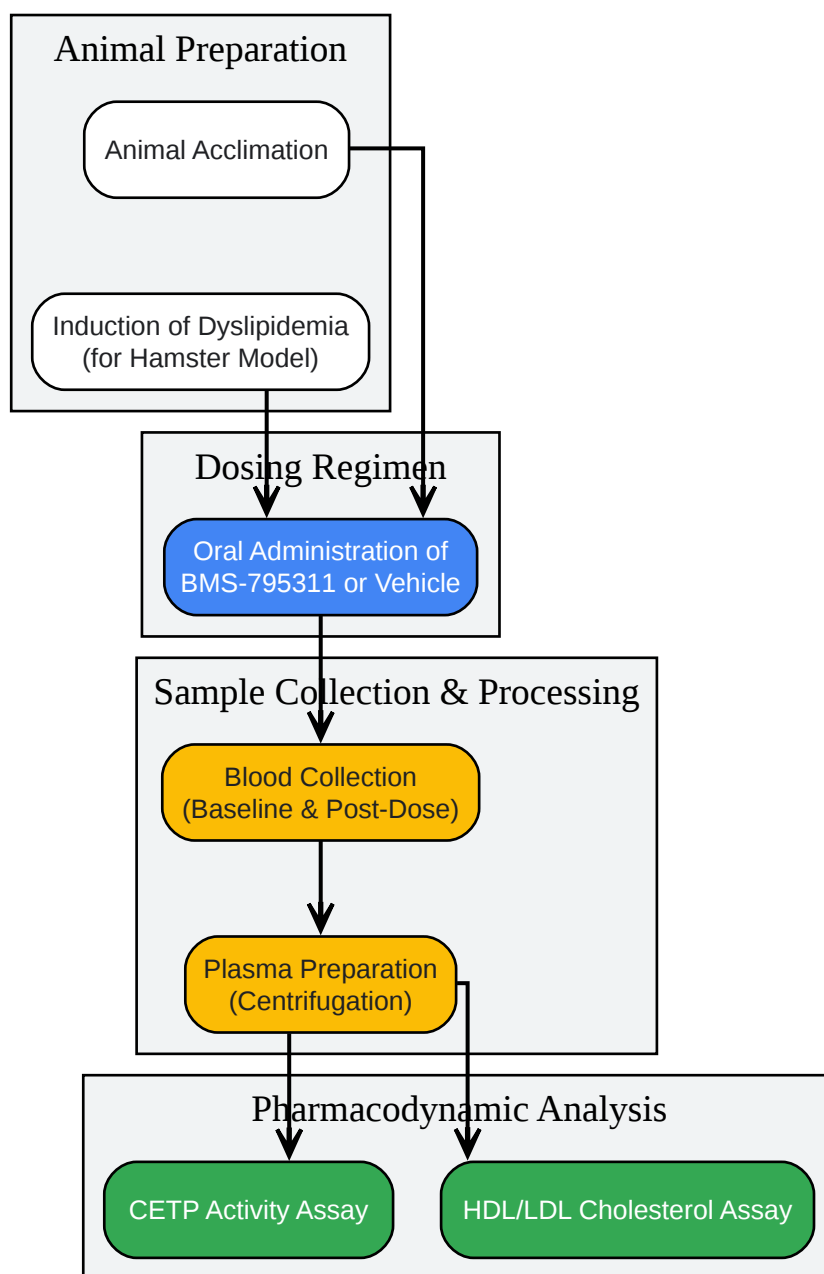 Animal Preparation
Animal Acclimation
Induction of Dyslipidemia
(for Hamster Model)
Dosing Regimen
Oral Administration of
BMS-795311 or Vehicle
Sample Collection & Processing
Blood Collection
(Baseline & Post-Dose)
Plasma Preparation
(Centrifugation)
Pharmacodynamic Analysis
CETP Activity Assay
HDL/LDL Cholesterol Assay